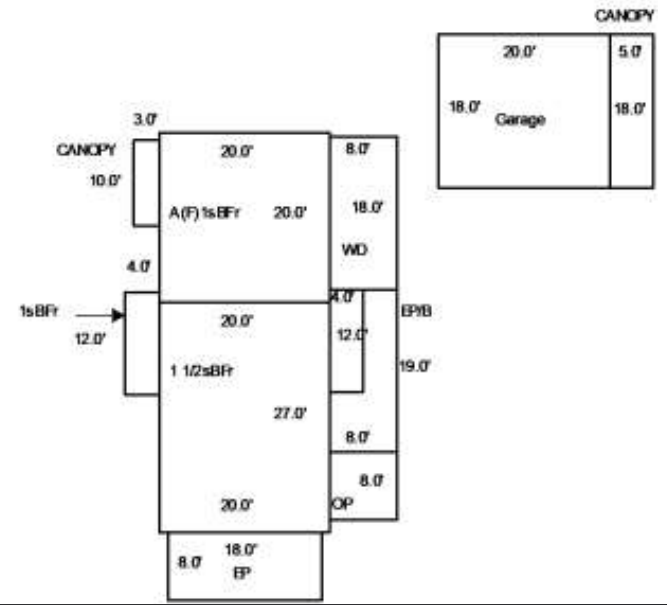 CANOPY
20.0' 5.0'
18.0' Garage 18.0'
3.0'
CANOPY 20.0' 8.0'
10.0'
A(F)1sBFr 20.0' 18.0'
WD
4.0'
4.0'
1sBFr 20.0' EP/B
12.0' 12.0'
1 1/2sBFr 19.0'
27.0'
8.0'
8.0'
20.0' OP
18.0'
8.0' EP